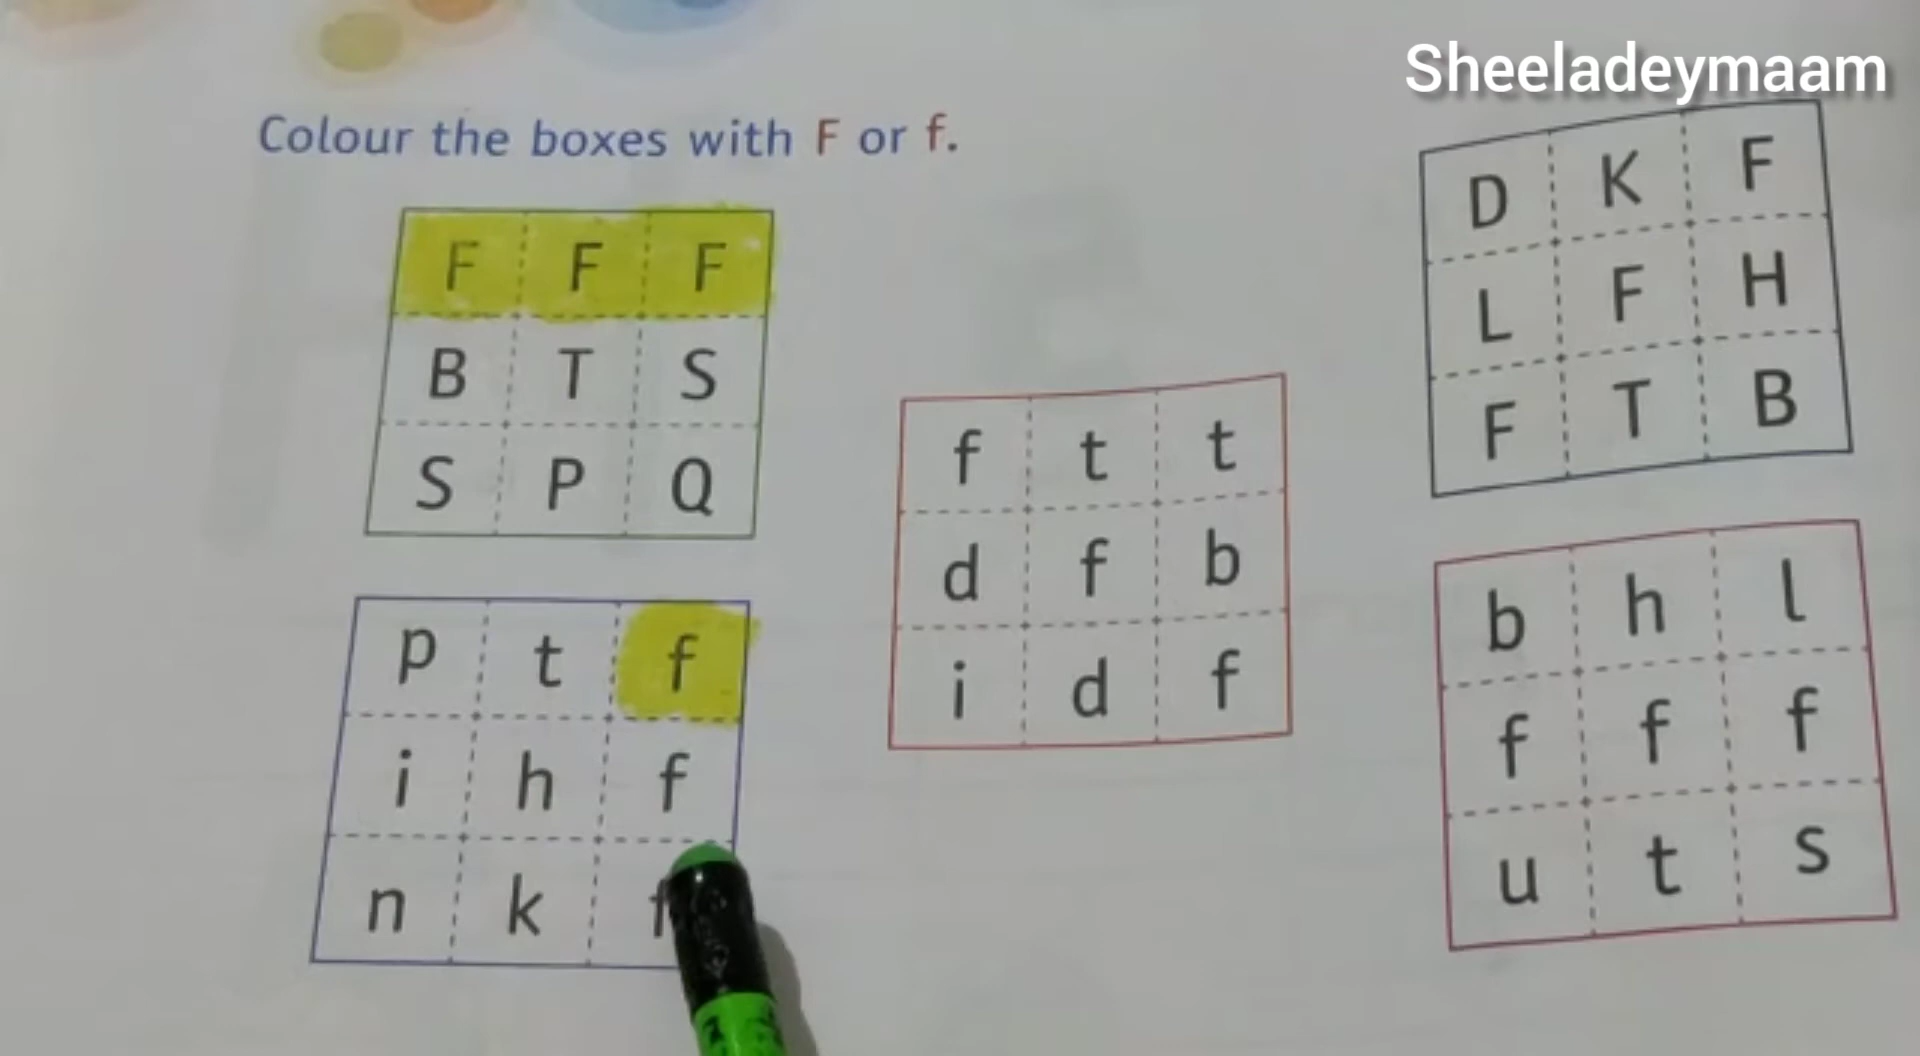 Sheeladeymaam
Colour the boxes with F or f.
F F F
B T S
S P Q
p t f
i h f
n k
f t t
d f b
i d f
D K F
L F H
F T B
b h l
f f f
u t s